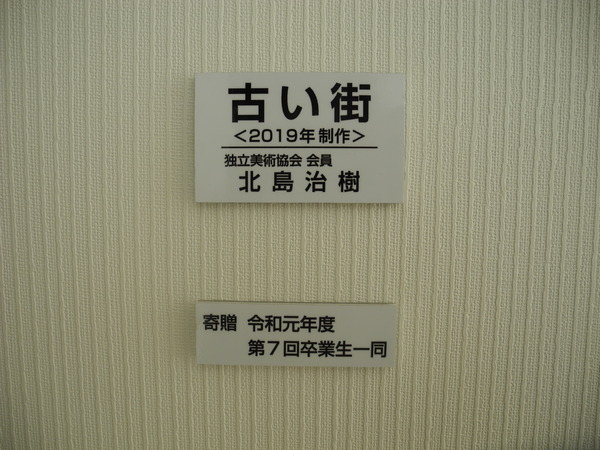 古い街
<2019年 制作>
独立美術協会 会員
北島治樹
寄贈 令和元年度
第7回卒業生一同